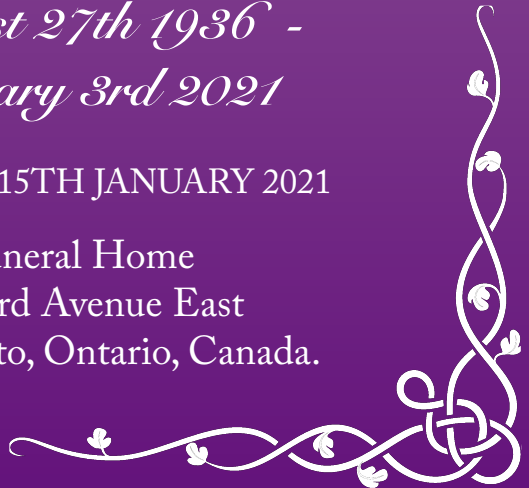 st 27th 1936 -
ary 3rd 2021
15TH JANUARY 2021
neral Home
rd Avenue East
to, Ontario, Canada.